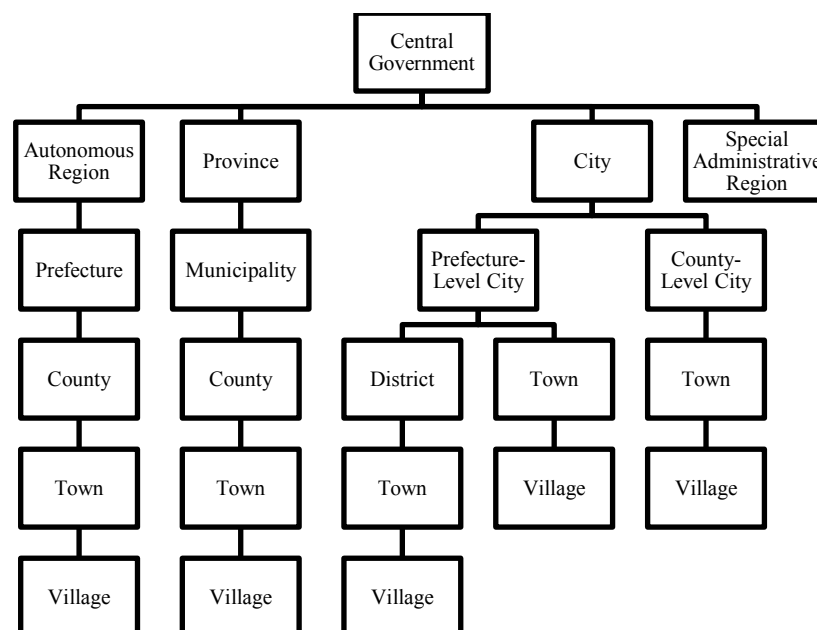 Central
Government
Autonomous
Region
Province
City
Special
Administrative
Region
Prefecture
Municipality
Prefecture-
Level City
County-
Level City
County
County
District
Town
Town
Town
Town
Town
Village
Village
Village
Village
Village